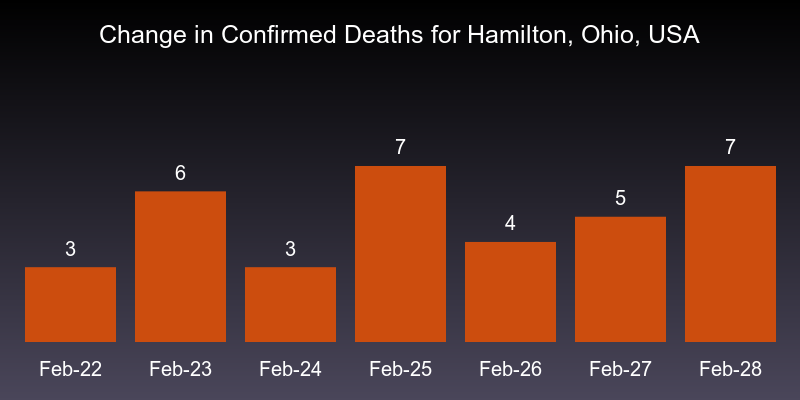 Change in Confirmed Deaths for Hamilton, Ohio, USA
7 7
6
5
4
3 3
Feb-22 Feb-23 Feb-24 Feb-25 Feb-26 Feb-27 Feb-28